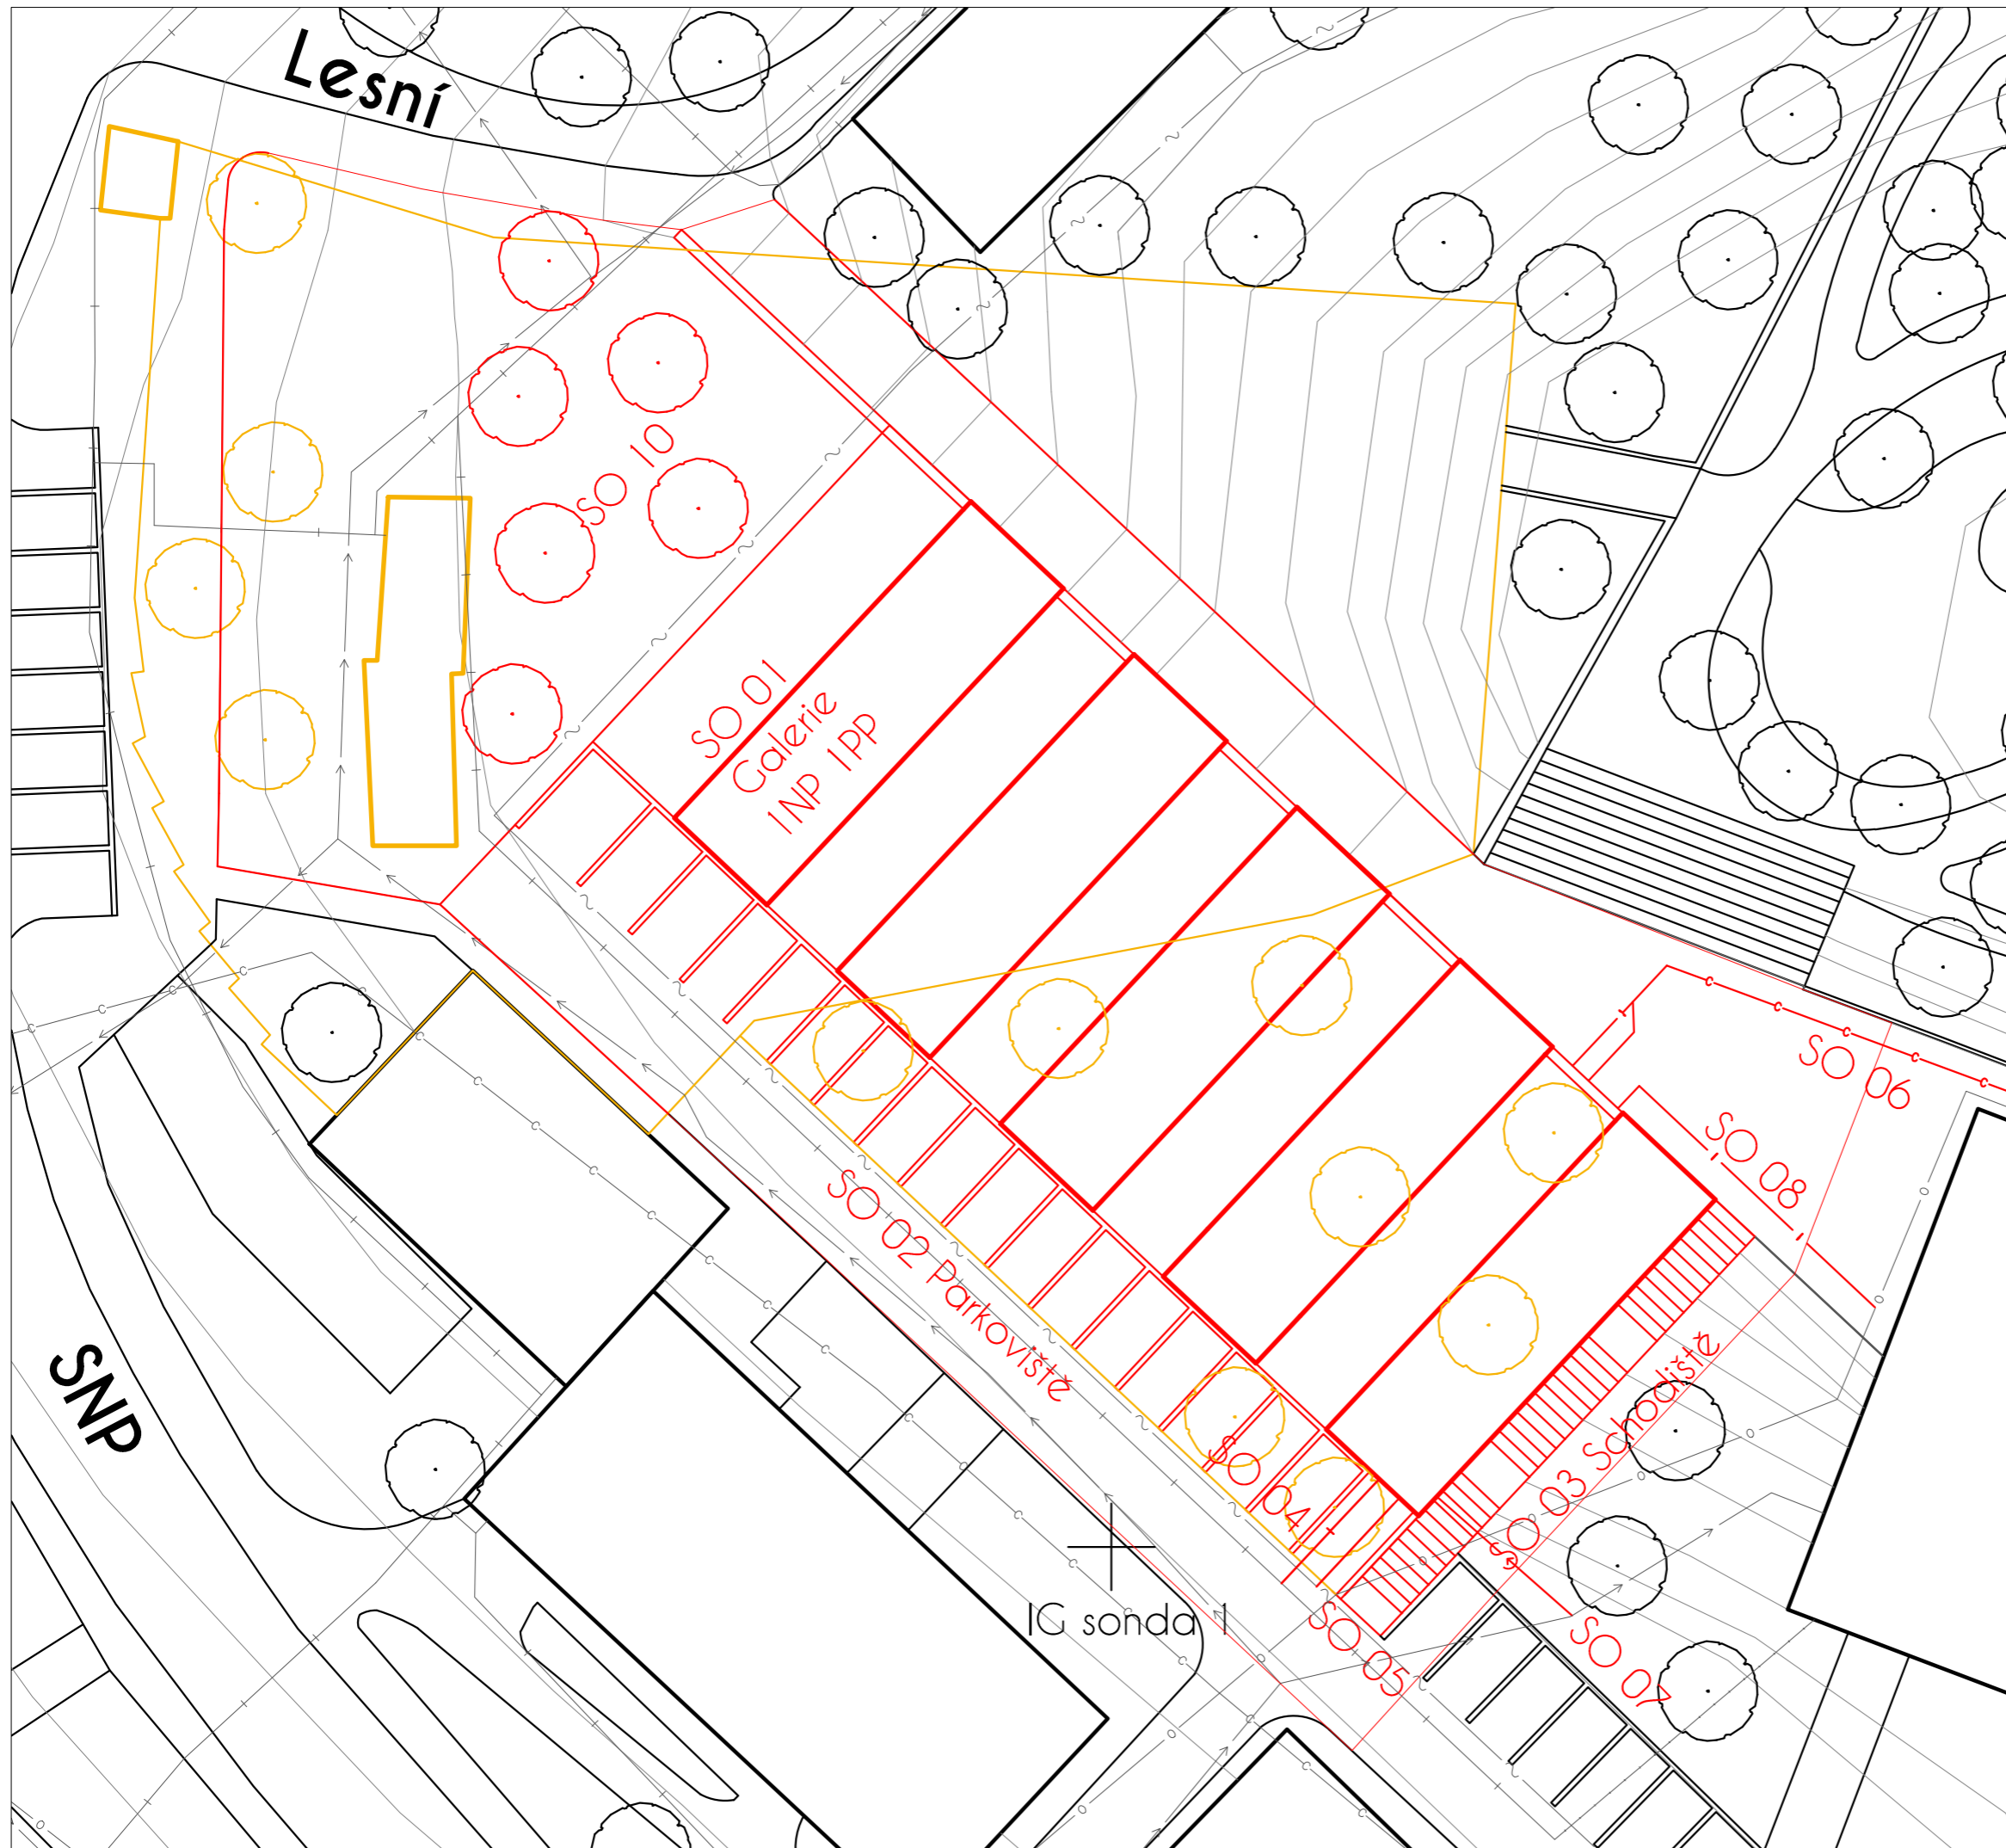 Lesní
SO 10
SO 01
Galerie
1NP 1PP
SO 06
SO 08
SO 02 Parkoviště
SNP
SO 03 Schodiště
SO 04
IG sonda 1
SO 05
SO 07